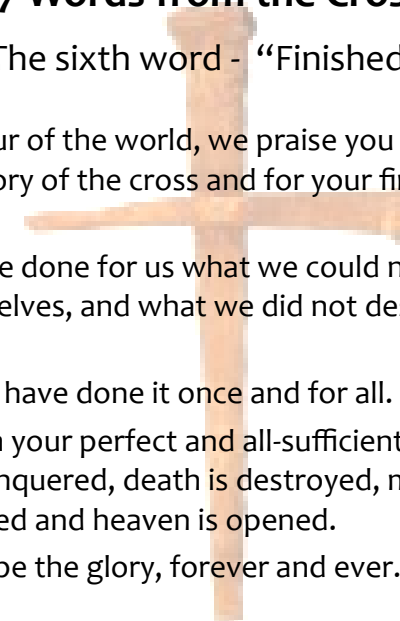 7 Words from the Cros
The sixth word - “Finished
ur of the world, we praise you
ory of the cross and for your fi
e done for us what we could n
elves, and what we did not de
have done it once and for all.
your perfect and all-sufficient
nquered, death is destroyed,
ed and heaven is opened.
be the glory, forever and ever.